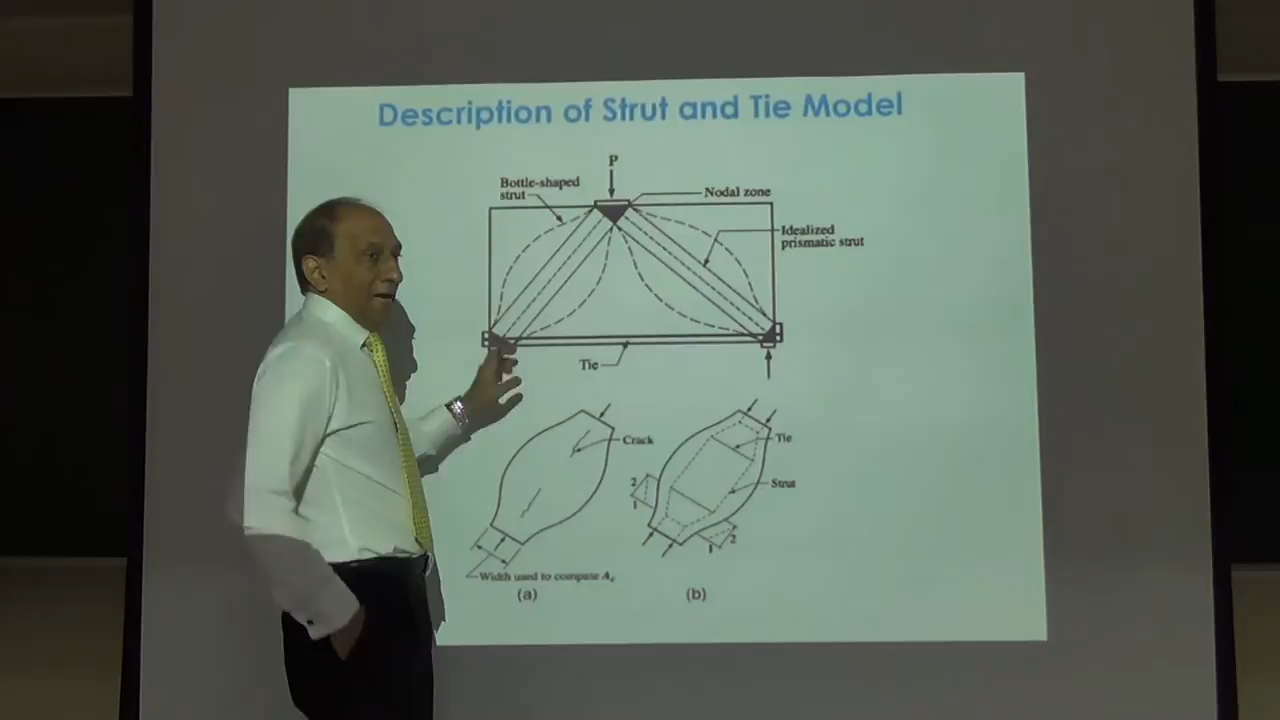 Description of Strut and Tie Model
P
Bottle-shaped
strut
Nodal zone
Idealized
prismatic strut
Tie
Crack
Width used to compute Ac
(a)
2
1
Tie
Strut
1
2
(b)